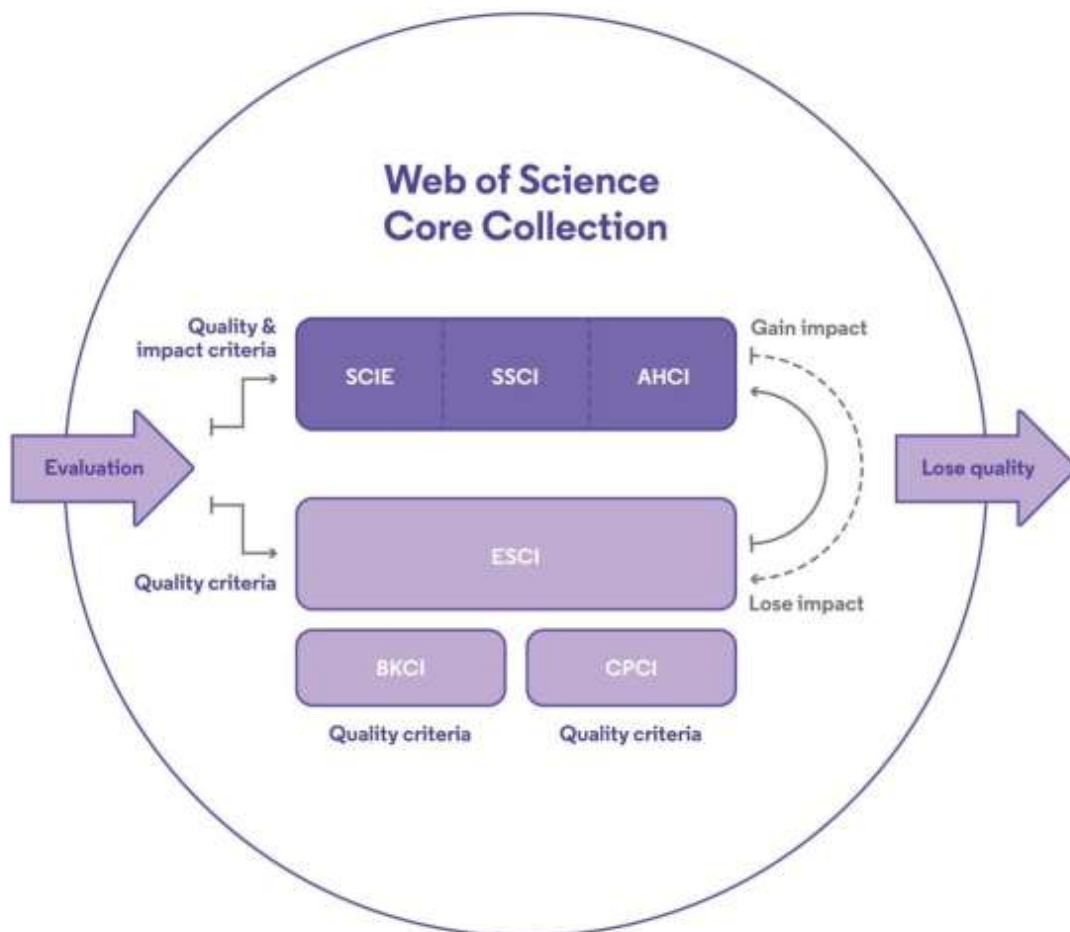 Web of Science
Core Collection
Quality &
impact criteria
SCIE
SSCI
AHCI
Gain impact
Evaluation
Lose quality
ESCI
Quality criteria
Lose impact
BKCI
CPCI
Quality criteria
Quality criteria